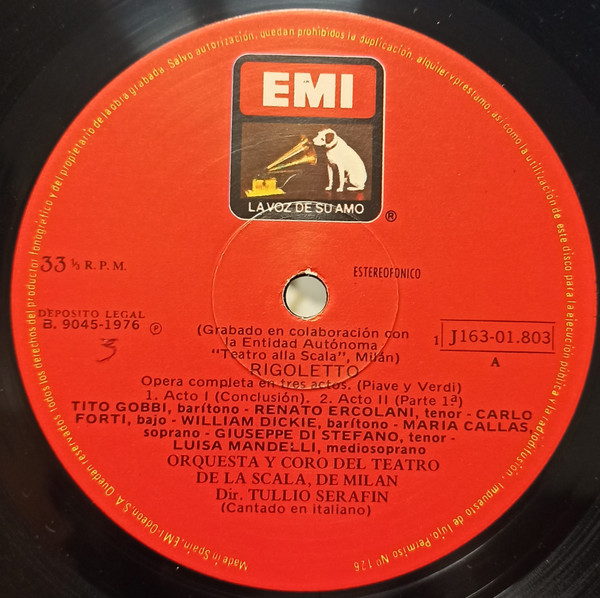 Salvo autorización, quedan prohibidos la duplicación, alquiler y préstamo, así como la utilización de este disco para la ejecución pública y la radiodifusión. Impuesto de Lujo, Permiso Nº 126
Made in Spain. EMI-Odeon, S.A. Quedan reservados todos los derechos del productor fonográfico y del propietario de la obra grabada.
EMI
LA VOZ DE SU AMO
®
33 ⅓ R. P. M.
ESTEREOFONICO
DEPOSITO LEGAL
B. 9045-1976 ℗
3
1 J163-01.803
A
(Grabado en colaboración con
la Entidad Autónoma
"Teatro alla Scala", Milán)
RIGOLETTO
Opera completa en tres actos. (Piave y Verdi)
1. Acto I (Conclusión). 2. Acto II (Parte 1ª)
TITO GOBBI, barítono - RENATO ERCOLANI, tenor - CARLO
FORTI, bajo - WILLIAM DICKIE, barítono - MARIA CALLAS,
soprano - GIUSEPPE DI STEFANO, tenor -
LUISA MANDELLI, mediosoprano
ORQUESTA Y CORO DEL TEATRO
DE LA SCALA, DE MILAN
Dir. TULLIO SERAFIN
(Cantado en italiano)